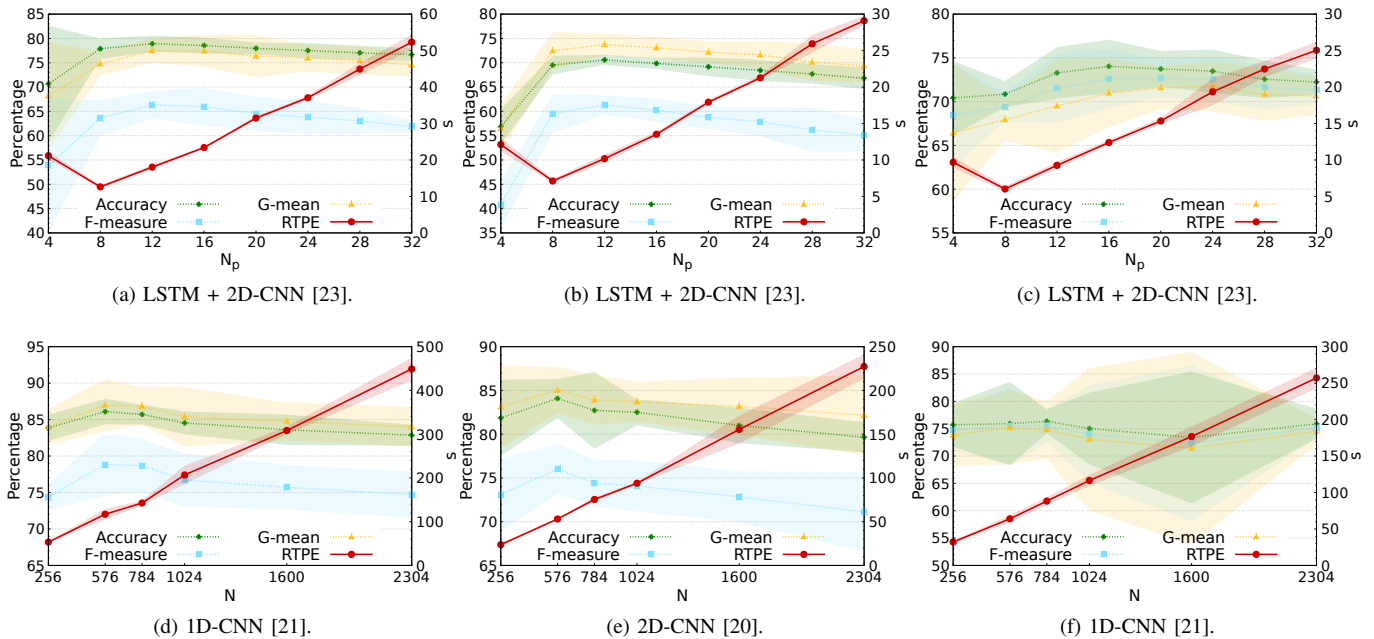 85 80 75 70 65 60 55 50 45 40
Percentage
60 50 40 30 20 10 0
s
Accuracy G-mean
F-measure RTPE
4 8 12 16 20 24 28 32
Np
(a) LSTM + 2D-CNN [23].
80 75 70 65 60 55 50 45 40 35
Percentage
30 25 20 15 10 5 0
s
Accuracy G-mean
F-measure RTPE
4 8 12 16 20 24 28 32
Np
(b) LSTM + 2D-CNN [23].
80 75 70 65 60 55
Percentage
30 25 20 15 10 5 0
s
Accuracy G-mean
F-measure RTPE
4 8 12 16 20 24 28 32
Np
(c) LSTM + 2D-CNN [23].
95 90 85 80 75 70 65
Percentage
500 400 300 200 100 0
s
Accuracy G-mean
F-measure RTPE
256 576 784 1024 1600 2304
N
(d) 1D-CNN [21].
90 85 80 75 70 65
Percentage
250 200 150 100 50 0
s
Accuracy G-mean
F-measure RTPE
256 576 784 1024 1600 2304
N
(e) 2D-CNN [20].
90 85 80 75 70 65 60 55 50
Percentage
300 250 200 150 100 50 0
s
Accuracy G-mean
F-measure RTPE
256 576 784 1024 1600 2304
N
(f) 1D-CNN [21].